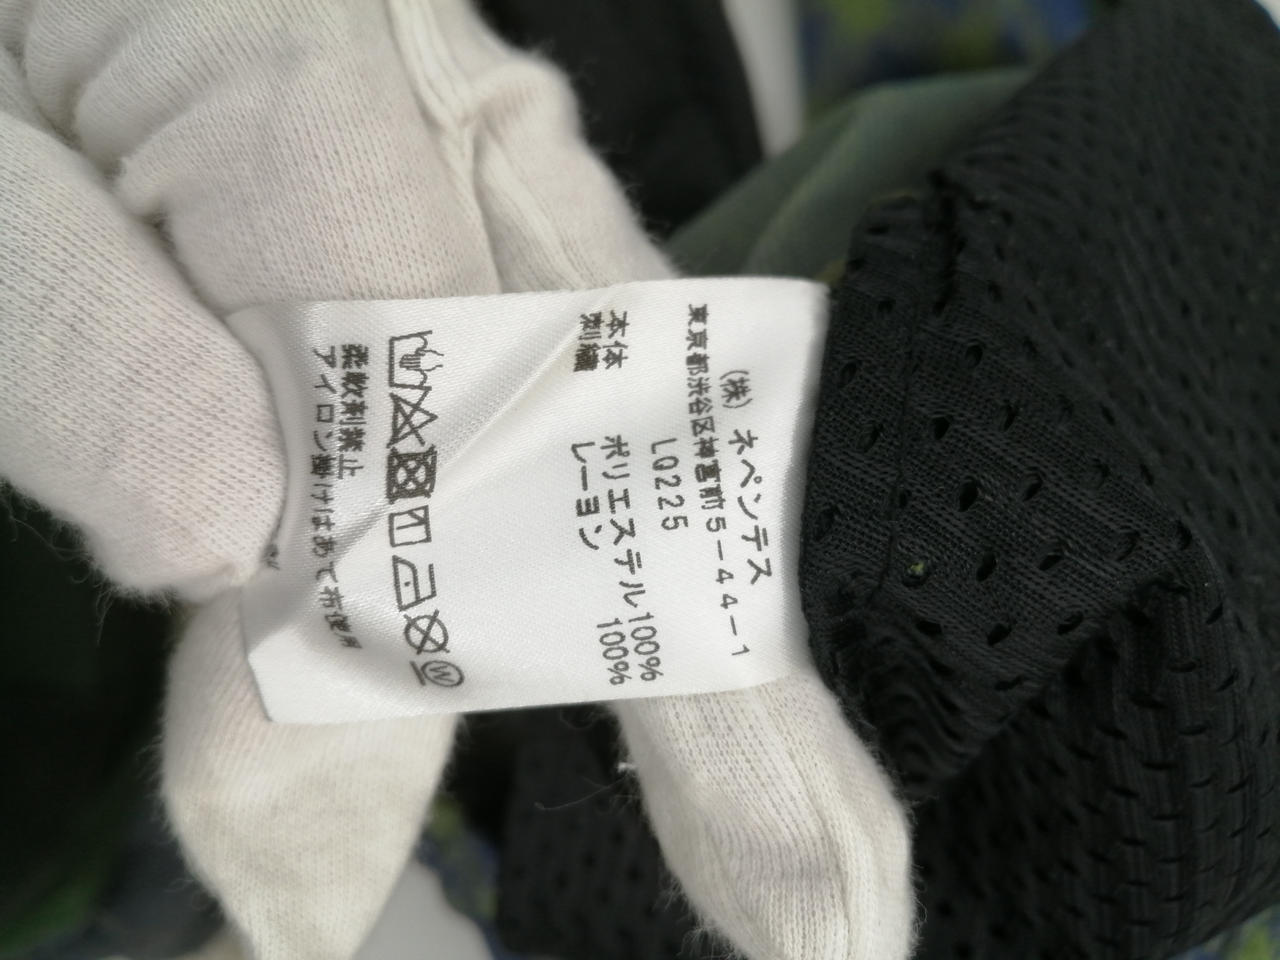 (株) ネペンテス
東京都渋谷区神宮前5-44-1
LQ225
本体 ポリエステル100%
刺繍 レーヨン 100%
W
柔軟剤禁止
アイロン掛けはあて布使用